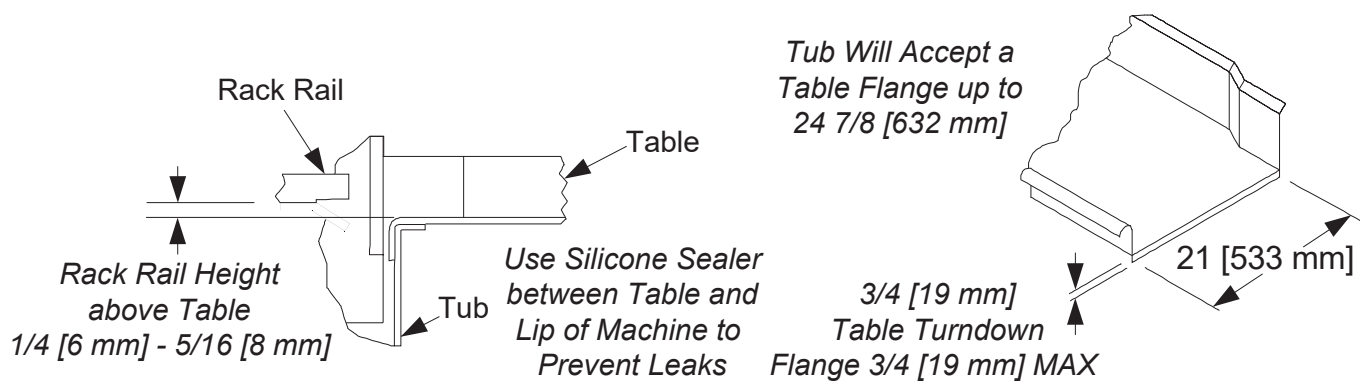 Rack Rail
Table
Rack Rail Height
above Table
1/4 [6 mm] - 5/16 [8 mm]
Tub
Use Silicone Sealer
between Table and
Lip of Machine to
Prevent Leaks
Tub Will Accept a
Table Flange up to
24 7/8 [632 mm]
21 [533 mm]
3/4 [19 mm]
Table Turndown
Flange 3/4 [19 mm] MAX